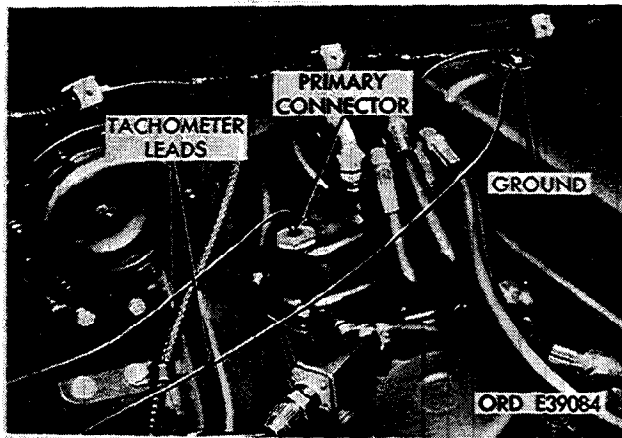 PRIMARY
CONNECTOR
TACHOMETER
LEADS
GROUND
ORD E39084